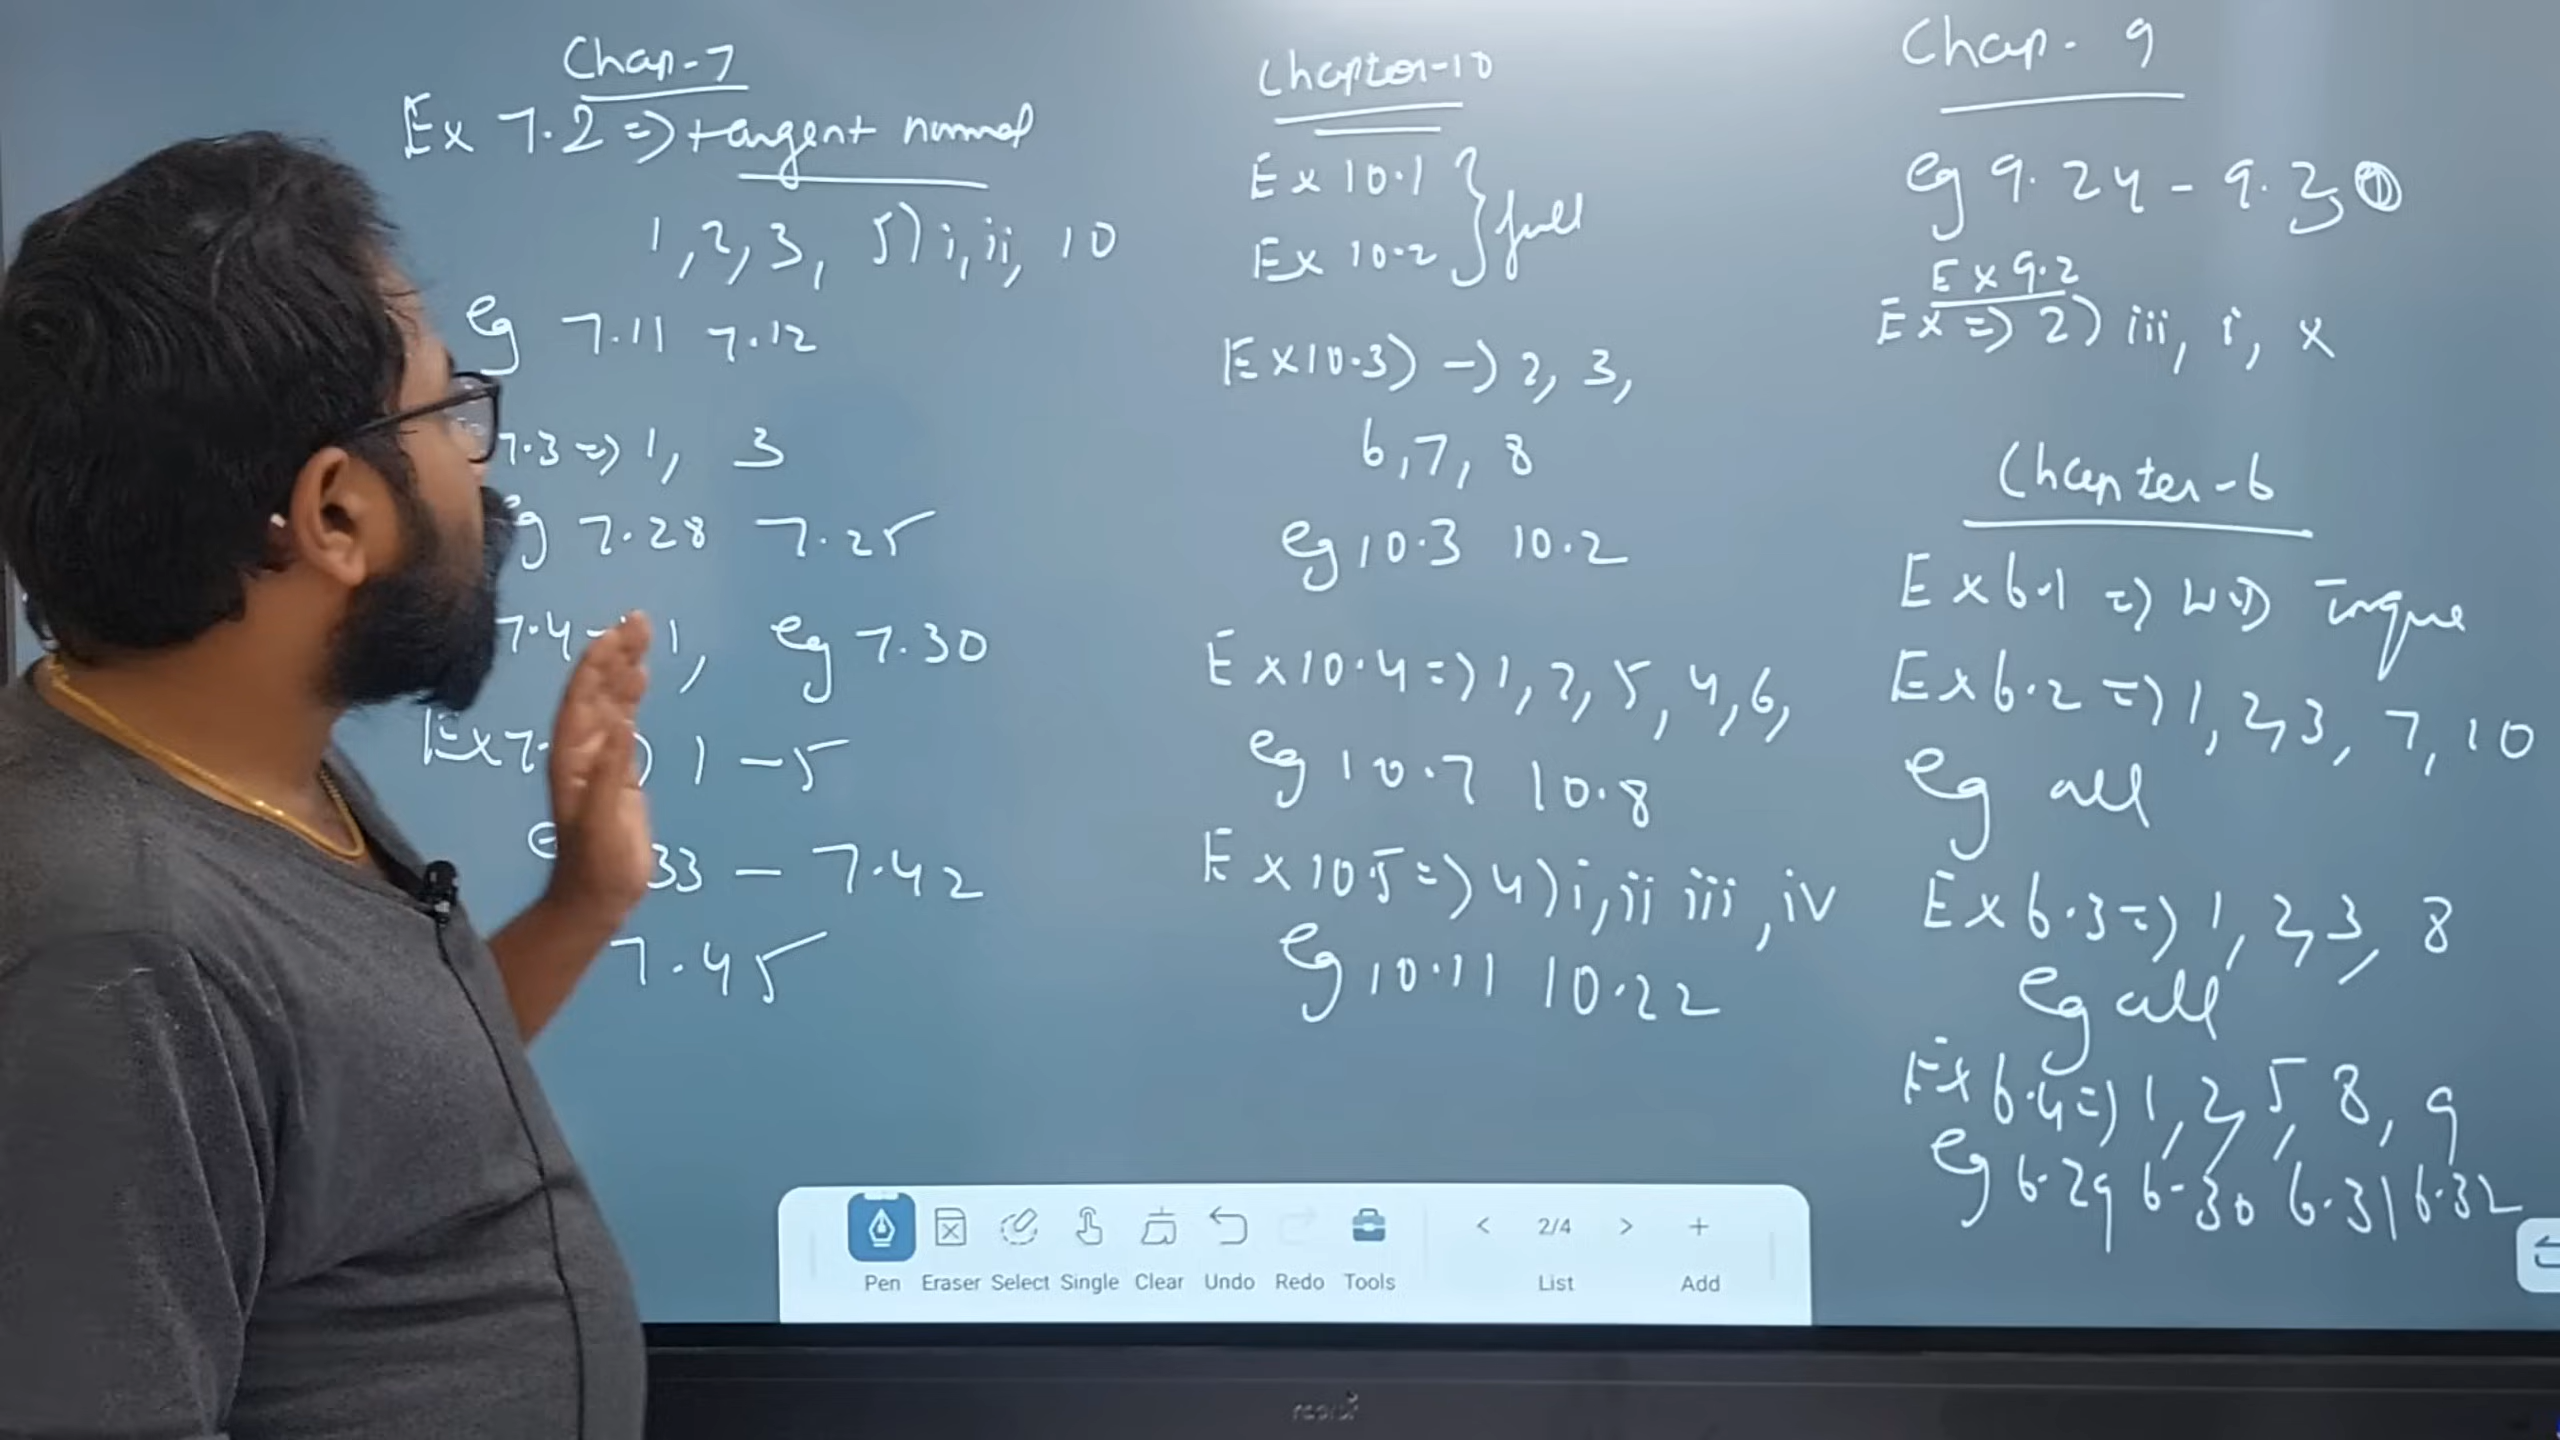 Chap-7
Ex 7.2 => tangent normal
1, 2, 3, 5) i, ii, 10
eg 7.11 7.12
7.3 => 1, 3
eg 7.28 7.25
7.4 1, eg 7.30
Ex 7. ) 1 - 5
33 - 7.42
7.45
Chapter-10
Ex 10.1
Ex 10.2 } full
Ex 10.3) -> 2, 3,
6, 7, 8
eg 10.3 10.2
Ex 10.4 => 1, 2, 5, 4, 6,
eg 10.7 10.8
Ex 10.5 => 4) i, ii iii, iv
eg 10.11 10.22
Chap- 9
eg 9.24 - 9.3
Ex 9.2
Ex => 2) iii, i, x
Chapter-6
Ex 6.1 => W.D Torque
Ex 6.2 => 1, 2, 3, 7, 10
eg all
Ex 6.3 => 1, 2, 3, 8
eg all
Ex 6.4 => 1, 2, 5, 8, 9
eg 6.29 6.30 6.31 6.32
Pen Eraser Select Single Clear Undo Redo Tools < 2/4 > List + Add